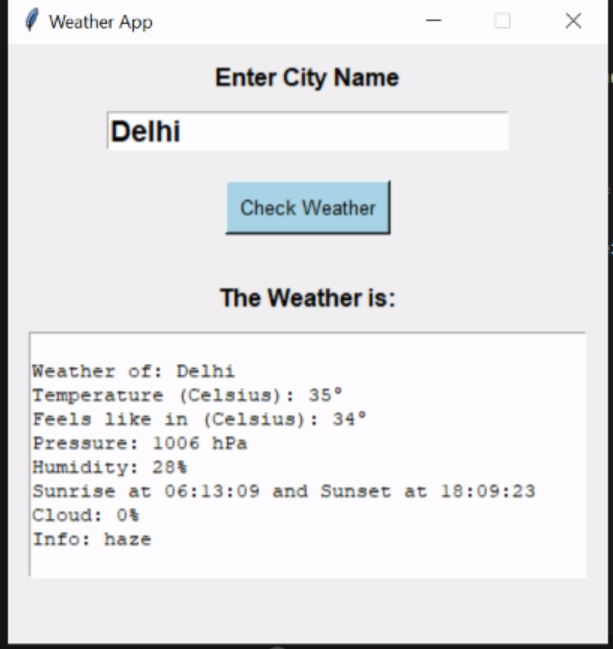 Weather App
Enter City Name
Delhi
Check Weather
The Weather is:
Weather of: Delhi
Temperature (Celsius): 35°
Feels like in (Celsius): 34°
Pressure: 1006 hPa
Humidity: 28%
Sunrise at 06:13:09 and Sunset at 18:09:23
Cloud: 0%
Info: haze